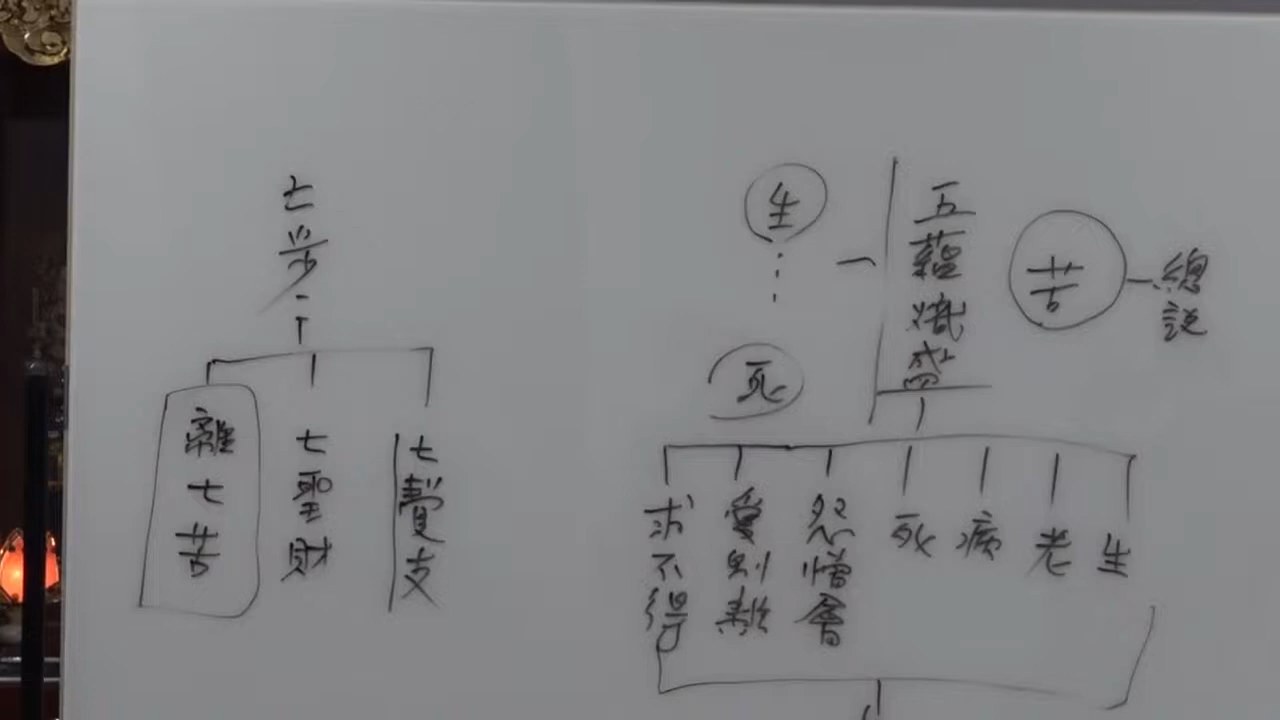 七步
七覺支
七聖財
離七苦
總說
苦
五蘊熾盛
生
死
生
老
病
死
怨憎會
愛別離
求不得